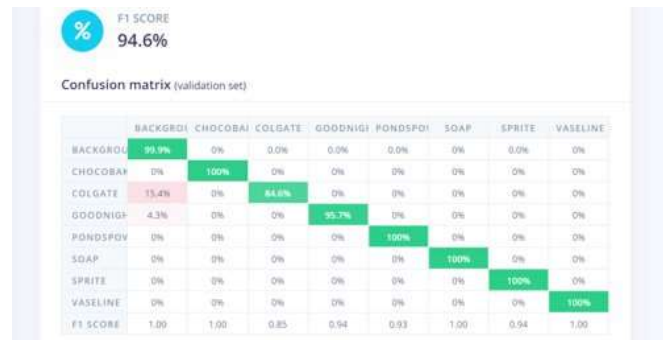 %
F1 SCORE
94.6%
Confusion matrix (validation set)
BACKGROU CHOCOBAI COLGATE GOODNIGI PONDSPO SOAP SPRITE VASELINE
BACKGROU 99.9% 0% 0.0% 0.0% 0.0% 0% 0.0% 0%
CHOCOBAR 0% 100% 0% 0% 0% 0% 0% 0%
COLGATE 15.4% 0% 84.6% 0% 0% 0% 0% 0%
GOODNIGH 4.3% 0% 0% 95.7% 0% 0% 0% 0%
PONDSPOV 0% 0% 0% 0% 100% 0% 0% 0%
SOAP 0% 0% 0% 0% 0% 100% 0% 0%
SPRITE 0% 0% 0% 0% 0% 0% 100% 0%
VASELINE 0% 0% 0% 0% 0% 0% 0% 100%
F1 SCORE 1.00 1.00 0.85 0.94 0.93 1.00 0.94 1.00